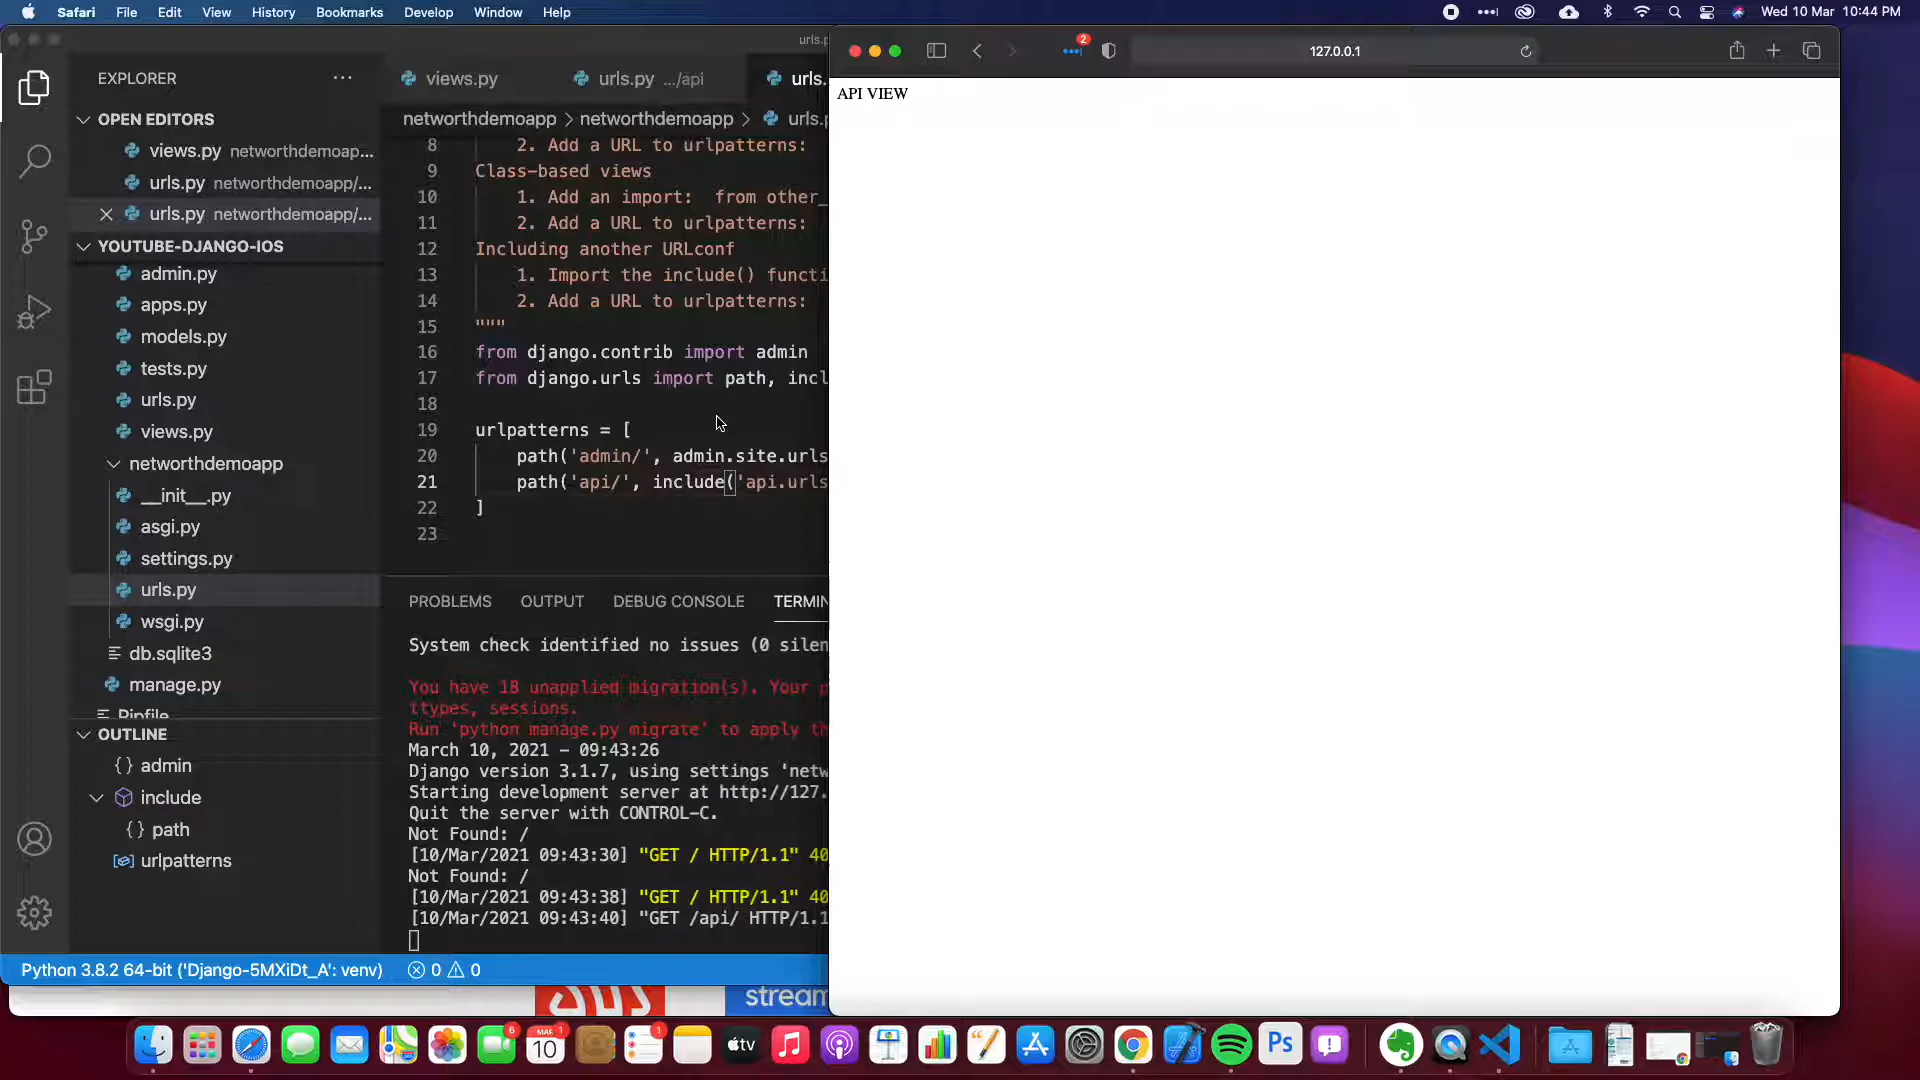 Safari File Edit View History Bookmarks Develop Window Help
Wed 10 Mar 10:44 PM
EXPLORER
OPEN EDITORS
views.py networthdemoap...
urls.py networthdemoapp/...
urls.py networthdemoapp/...
YOUTUBE-DJANGO-IOS
admin.py
apps.py
models.py
tests.py
urls.py
views.py
networthdemoapp
__init__.py
asgi.py
settings.py
urls.py
wsgi.py
db.sqlite3
manage.py
Pipfile
OUTLINE
{} admin
include
{} path
urlpatterns
urls.p
views.py urls.py .../api urls.
networthdemoapp > networthdemoapp > urls.p
8 2. Add a URL to urlpatterns:
9 Class-based views
10 1. Add an import: from other_
11 2. Add a URL to urlpatterns:
12 Including another URLconf
13 1. Import the include() functi
14 2. Add a URL to urlpatterns:
15 """
16 from django.contrib import admin
17 from django.urls import path, incl
18
19 urlpatterns = [
20 path('admin/', admin.site.urls
21 path('api/', include('api.urls
22 ]
23
PROBLEMS OUTPUT DEBUG CONSOLE TERMIN
System check identified no issues (0 silen
You have 18 unapplied migration(s). Your p
ttypes, sessions.
Run 'python manage.py migrate' to apply th
March 10, 2021 - 09:43:26
Django version 3.1.7, using settings 'netw
Starting development server at http://127.
Quit the server with CONTROL-C.
Not Found: /
[10/Mar/2021 09:43:30] "GET / HTTP/1.1" 40
Not Found: /
[10/Mar/2021 09:43:38] "GET / HTTP/1.1" 40
[10/Mar/2021 09:43:40] "GET /api/ HTTP/1.1
Python 3.8.2 64-bit ('Django-5MXiDt_A': venv) 0 0
2
127.0.0.1
API VIEW
stream
6
MAR 1
10
1
tv
Ps